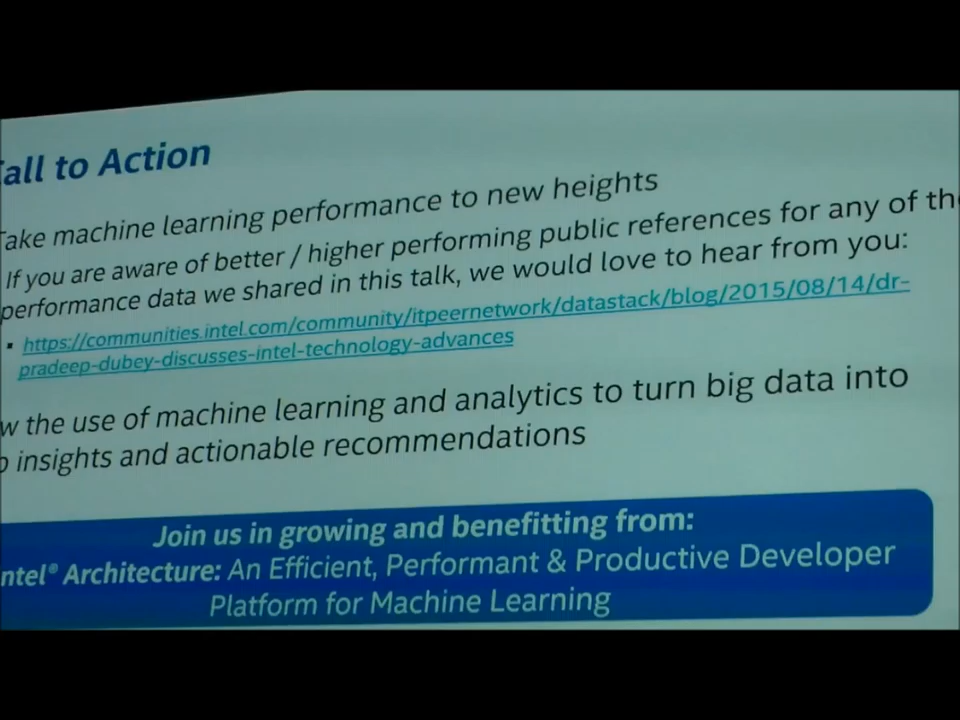 all to Action
Take machine learning performance to new heights
If you are aware of better / higher performing public references for any of the
performance data we shared in this talk, we would love to hear from you:
▪ https://communities.intel.com/community/itpeernetwork/datastack/blog/2015/08/14/dr-
pradeep-dubey-discusses-intel-technology-advances
w the use of machine learning and analytics to turn big data into
insights and actionable recommendations
Join us in growing and benefitting from:
ntel® Architecture: An Efficient, Performant & Productive Developer
Platform for Machine Learning